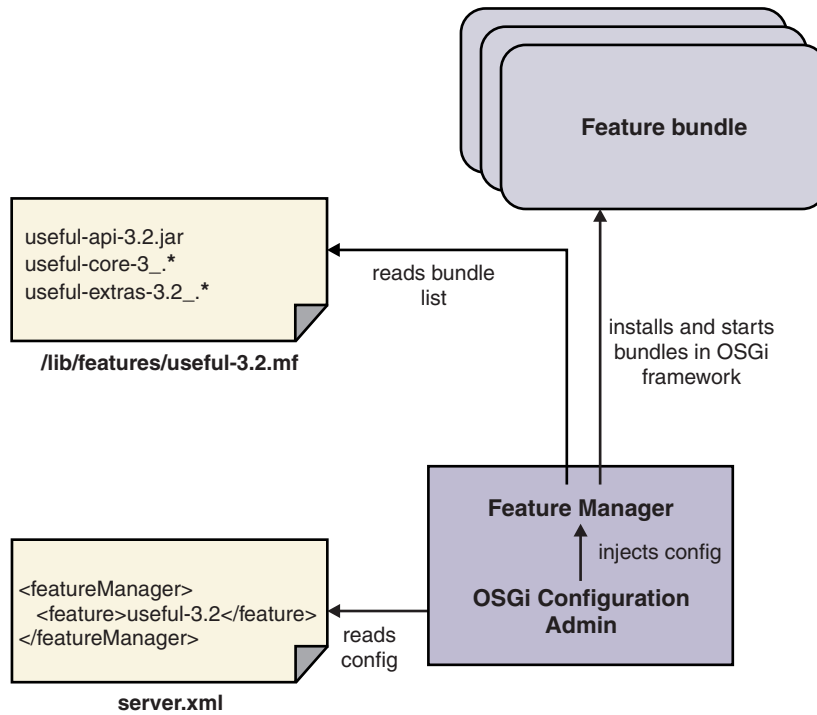 Feature bundle
useful-api-3.2.jar
useful-core-3_.*
useful-extras-3.2_.*
/lib/features/useful-3.2.mf
reads bundle
list
installs and starts
bundles in OSGi
framework
Feature Manager
injects config
OSGi Configuration
Admin
<featureManager>
<feature>useful-3.2</feature>
</featureManager>
server.xml
reads
config